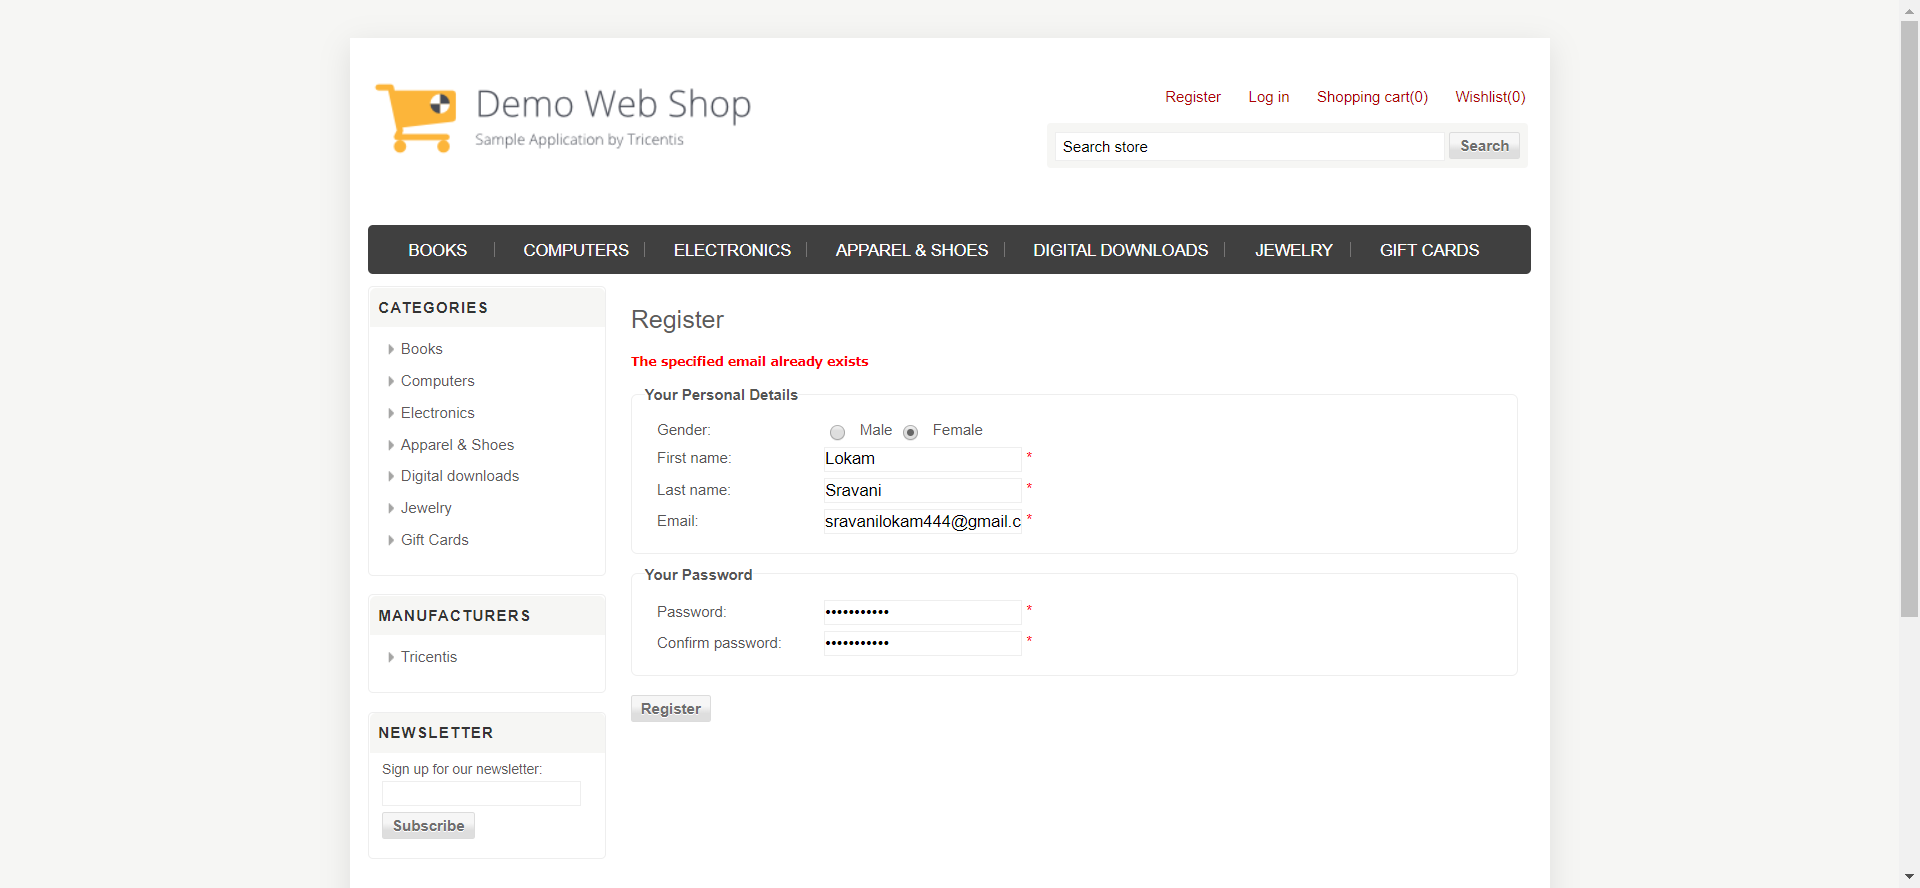 Demo Web Shop
Sample Application by Tricentis
Register Log in Shopping cart(0) Wishlist(0)
Search store Search
BOOKS COMPUTERS ELECTRONICS APPAREL & SHOES DIGITAL DOWNLOADS JEWELRY GIFT CARDS
CATEGORIES
Books
Computers
Electronics
Apparel & Shoes
Digital downloads
Jewelry
Gift Cards
MANUFACTURERS
Tricentis
NEWSLETTER
Sign up for our newsletter:
Subscribe
Register
The specified email already exists
Your Personal Details
Gender: Male Female
First name: Lokam *
Last name: Sravani *
Email: sravanilokam444@gmail.c *
Your Password
Password: ••••••••••• *
Confirm password: ••••••••••• *
Register